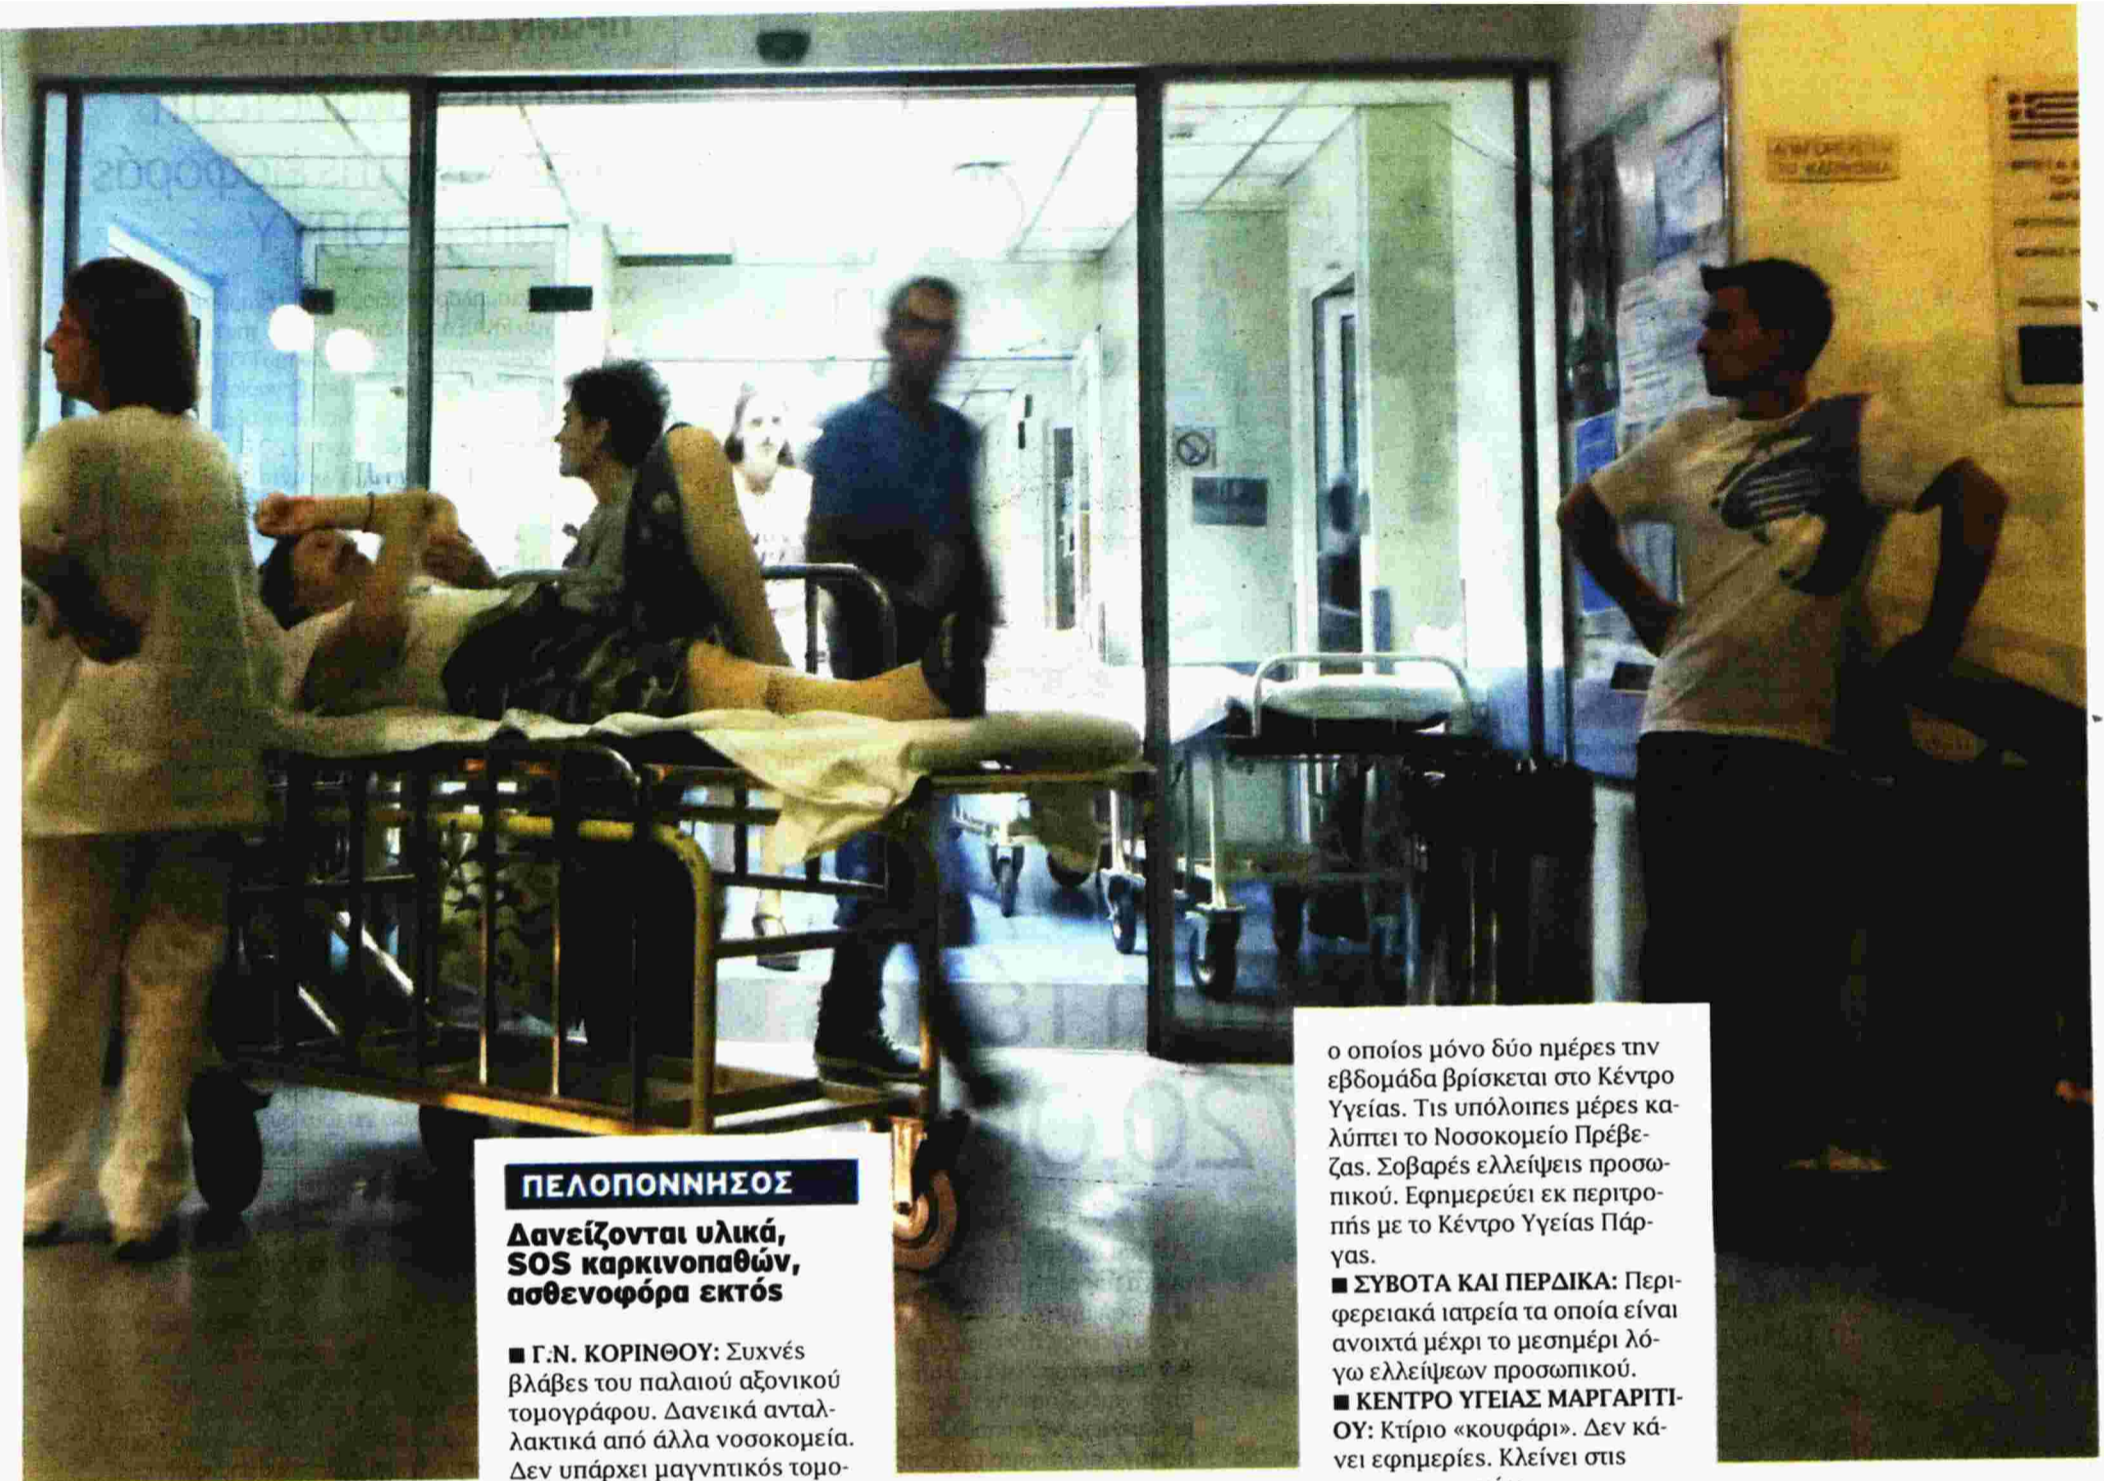 ΑΠΑΓΟΡΕΥΕΤΑΙ
ΤΟ ΚΑΠΝΙΣΜΑ
ΠΕΛΟΠΟΝΝΗΣΟΣ
Δανείζονται υλικά,
SOS καρκινοπαθών,
ασθενοφόρα εκτός
■ Γ.Ν. ΚΟΡΙΝΘΟΥ: Συχνές
βλάβες του παλαιού αξονικού
τομογράφου. Δανεικά ανταλ-
λακτικά από άλλα νοσοκομεία.
Δεν υπάρχει μαγνητικός τομο-
ο οποίος μόνο δύο ημέρες την
εβδομάδα βρίσκεται στο Κέντρο
Υγείας. Τις υπόλοιπες μέρες κα-
λύπτει το Νοσοκομείο Πρέβε-
ζας. Σοβαρές ελλείψεις προσω-
πικού. Εφημερεύει εκ περιτρο-
πής με το Κέντρο Υγείας Πάρ-
γας.
■ ΣΥΒΟΤΑ ΚΑΙ ΠΕΡΔΙΚΑ: Περι-
φερειακά ιατρεία τα οποία είναι
ανοιχτά μέχρι το μεσημέρι λό-
γω ελλείψεων προσωπικού.
■ ΚΕΝΤΡΟ ΥΓΕΙΑΣ ΜΑΡΓΑΡΙΤΙ-
ΟΥ: Κτίριο «κουφάρι». Δεν κά-
νει εφημερίες. Κλείνει στις